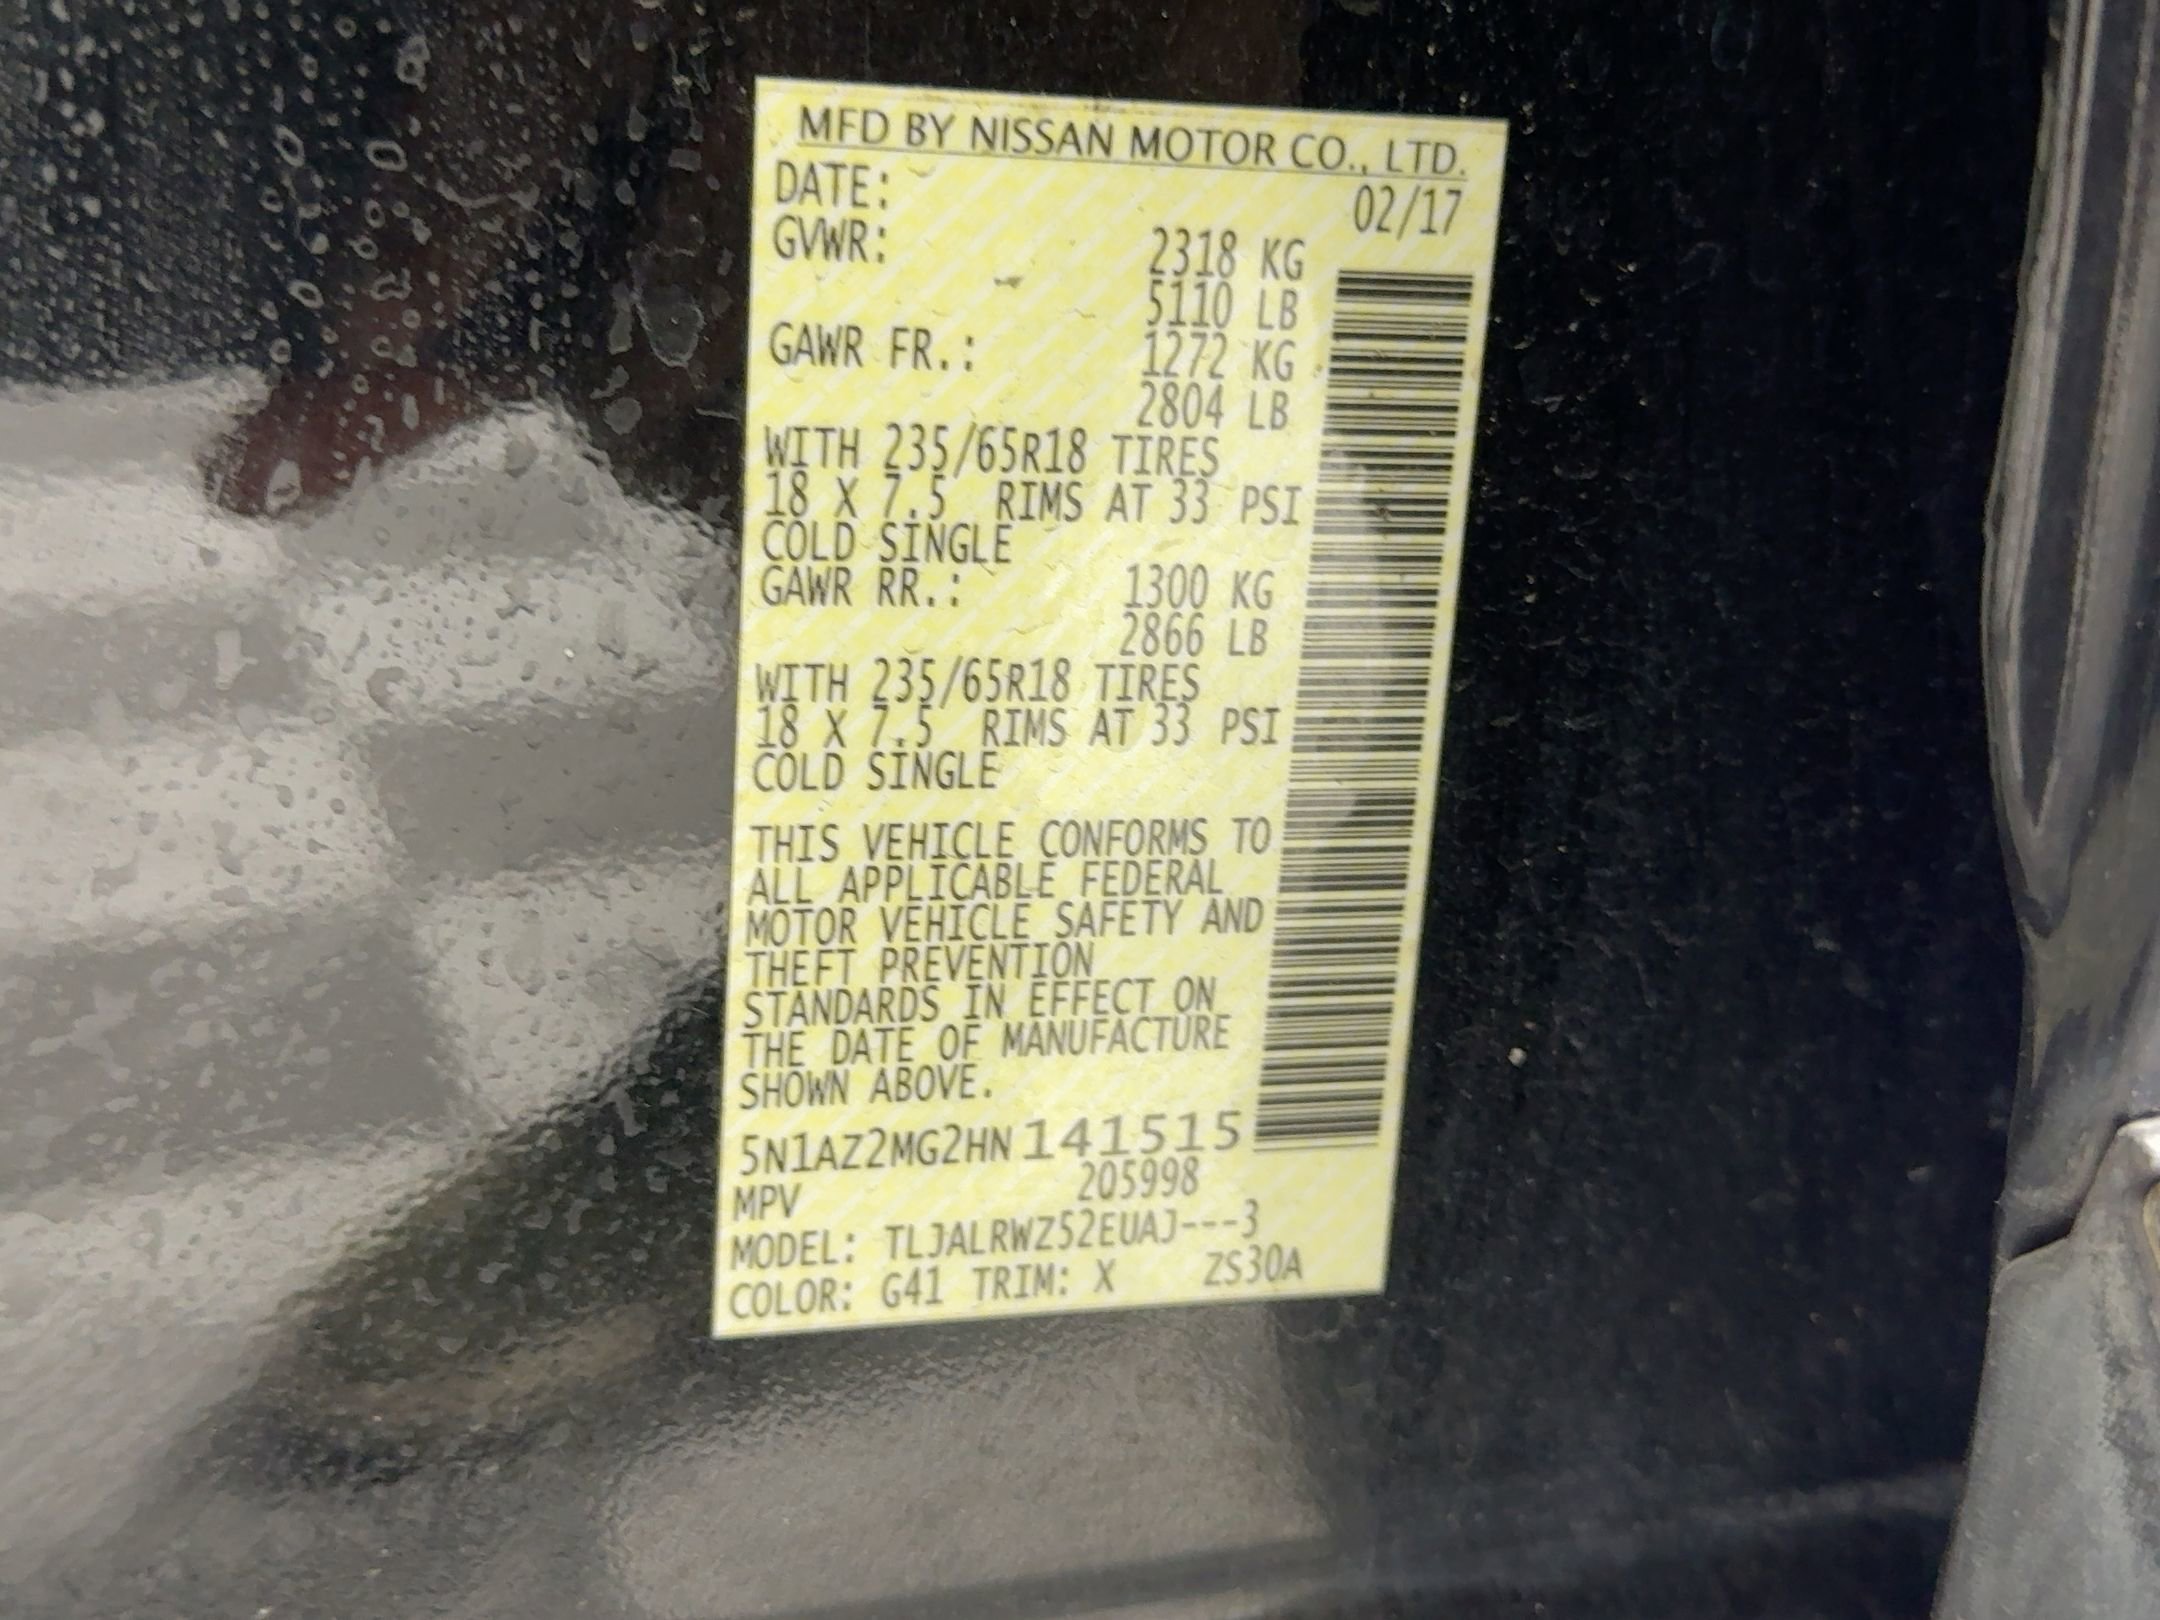 MFD BY NISSAN MOTOR CO., LTD.
DATE: 02/17
GVWR: 2318 KG
5110 LB
GAWR FR.: 1272 KG
2804 LB
WITH 235/65R18 TIRES
18 X 7.5 RIMS AT 33 PSI
COLD SINGLE
GAWR RR.: 1300 KG
2866 LB
WITH 235/65R18 TIRES
18 X 7.5 RIMS AT 33 PSI
COLD SINGLE
THIS VEHICLE CONFORMS TO
ALL APPLICABLE FEDERAL
MOTOR VEHICLE SAFETY AND
THEFT PREVENTION
STANDARDS IN EFFECT ON
THE DATE OF MANUFACTURE
SHOWN ABOVE.
5N1AZ2MG2HN141515
MPV 205998
MODEL: TLJALRWZ52EUAJ---3
COLOR: G41 TRIM: X ZS30A